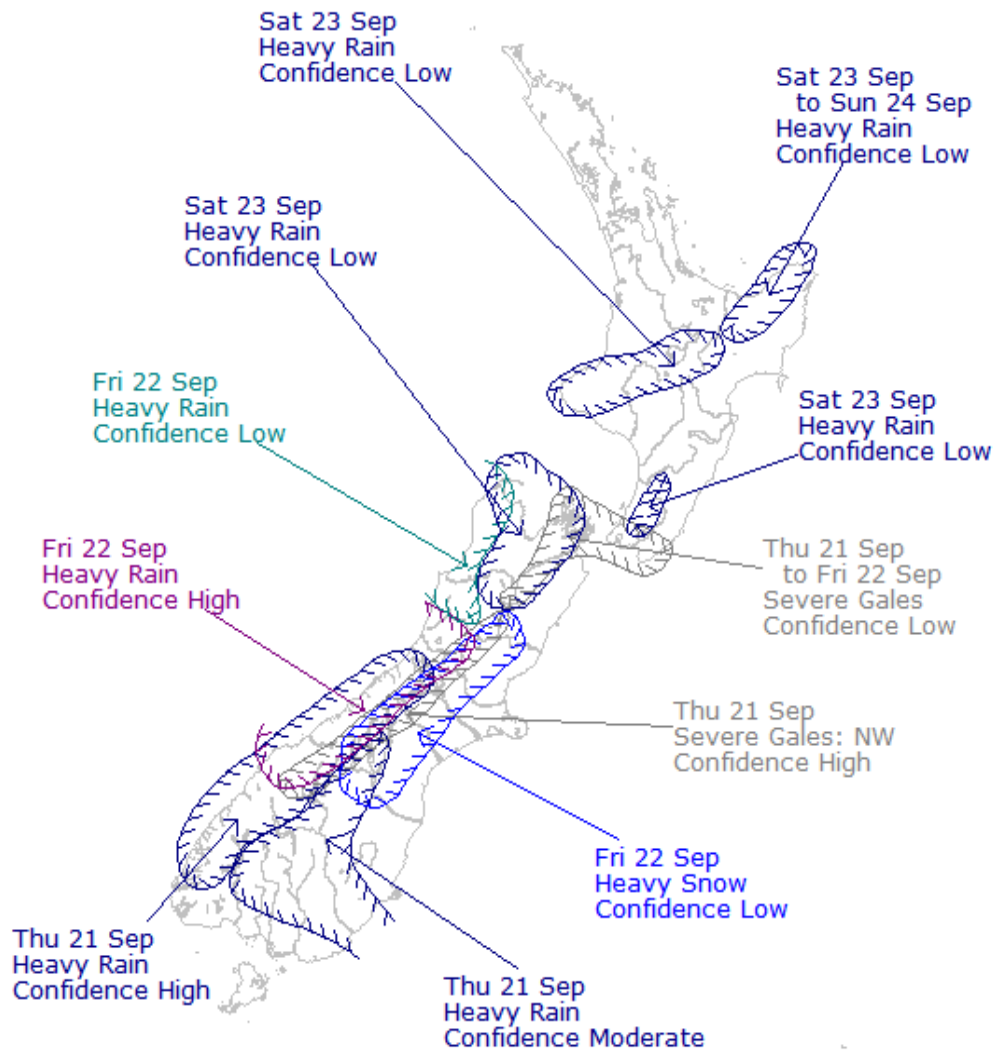 Sat 23 Sep
Heavy Rain
Confidence Low
Sat 23 Sep
to Sun 24 Sep
Heavy Rain
Confidence Low
Sat 23 Sep
Heavy Rain
Confidence Low
Fri 22 Sep
Heavy Rain
Confidence Low
Sat 23 Sep
Heavy Rain
Confidence Low
Fri 22 Sep
Heavy Rain
Confidence High
Thu 21 Sep
to Fri 22 Sep
Severe Gales
Confidence Low
Thu 21 Sep
Severe Gales: NW
Confidence High
Fri 22 Sep
Heavy Snow
Confidence Low
Thu 21 Sep
Heavy Rain
Confidence High
Thu 21 Sep
Heavy Rain
Confidence Moderate